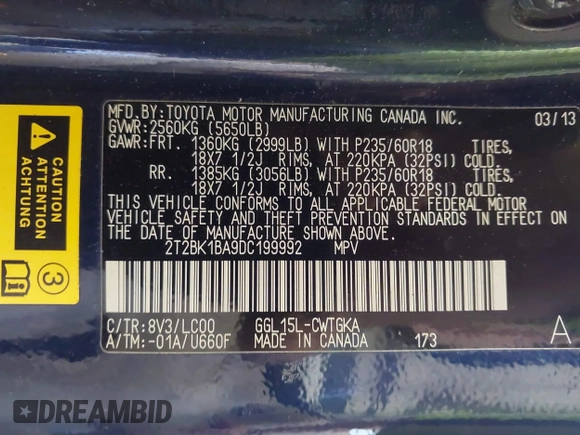 MFD.BY:TOYOTA MOTOR MANUFACTURING CANADA INC.
03/13
GVWR:2560KG (5650LB)
GAWR:FRT. 1360KG (2999LB) WITH P235/60R18 TIRES,
18X7 1/2J RIMS, AT 220KPA (32PSI) COLD.
RR. 1385KG (3056LB) WITH P235/60R18 TIRES,
18X7 1/2J RIMS, AT 220KPA (32PSI) COLD.
THIS VEHICLE CONFORMS TO ALL APPLICABLE FEDERAL MOTOR
VEHICLE SAFETY AND THEFT PREVENTION STANDARDS IN EFFECT ON
THE DATE OF MANUFACTURE SHOWN ABOVE.
2T2BK1BA9DC199992 MPV
C/TR:8V3/LC00 GGL15L-CWTGKA
A/TM:-01A/U660F MADE IN CANADA 173
A
CAUTION
ATTENTION
ACHTUNG
3
DREAMBID